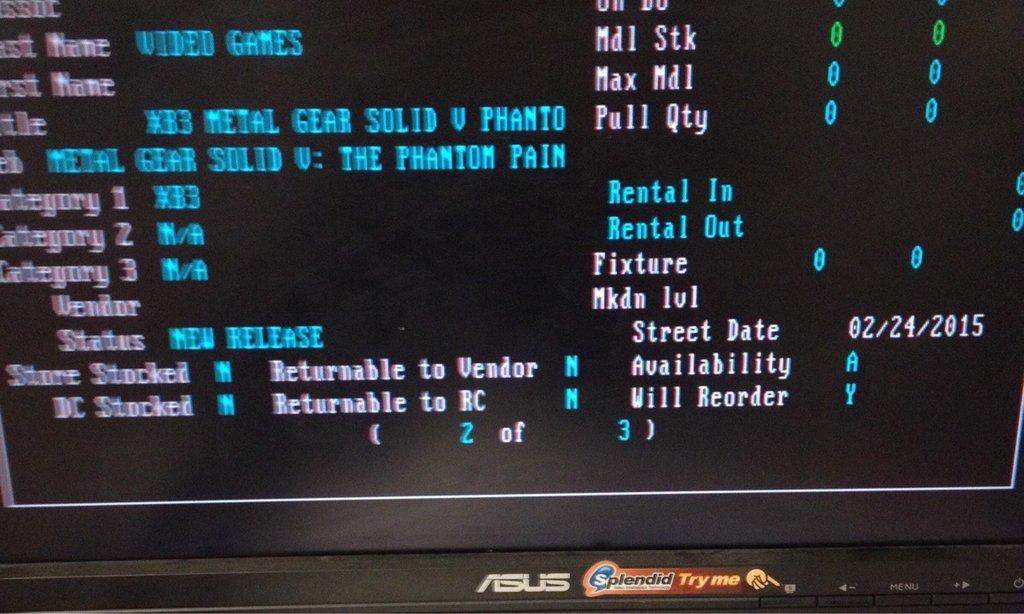 Mdl Stk 0 0
ast Name VIDEO GAMES
Max Mdl 0 0
rst Name
Pull Qty 0 0
tle XB3 METAL GEAR SOLID V PHANTO
eb METAL GEAR SOLID V: THE PHANTOM PAIN
Rental In 0
ategory 1 XB3
Rental Out 0
ategory 2 N/A
Fixture 0 0
Category 3 N/A
Mkdn lvl
Vendor
Street Date 02/24/2015
Status NEW RELEASE
Availability A
Store Stocked N Returnable to Vendor N
Will Reorder Y
DC Stocked N Returnable to RC N
( 2 of 3 )
ASUS Splendid Try me MENU